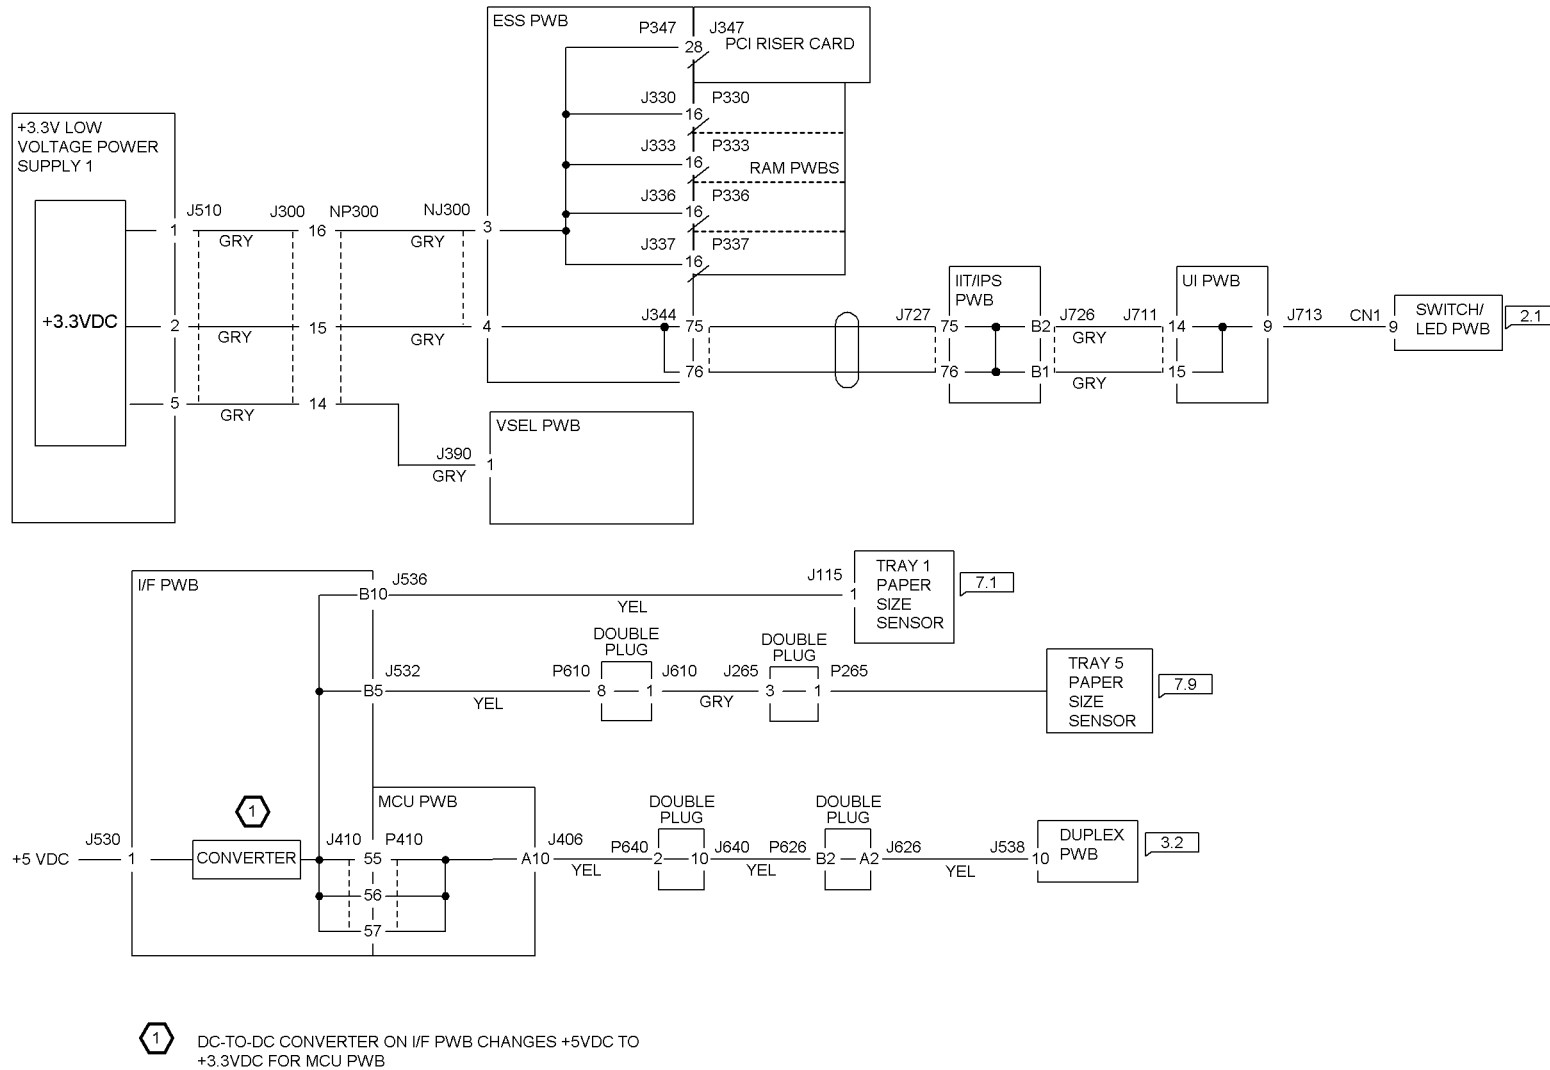 ESS PWB
P347 J347
28 PCI RISER CARD
J330 P330
16
J333 P333
16
RAM PWBS
J336 P336
16
J337 P337
16
+3.3V LOW
VOLTAGE POWER
SUPPLY 1
+3.3VDC
1 J510 J300 NP300 NJ300
GRY 16 GRY 3
2 GRY 15 GRY 4
5 GRY 14
J344 75 J727 75 B2 J726 J711 14 9 J713 CN1 9
76 76 B1 15
GRY
GRY
IIT/IPS
PWB
UI PWB
SWITCH/
LED PWB
2.1
VSEL PWB
J390 1
GRY
I/F PWB
B10 J536 J115 1
YEL
TRAY 1
PAPER
SIZE
SENSOR
7.1
DOUBLE
PLUG
DOUBLE
PLUG
B5 J532 P610 J610 J265 P265
YEL 8 1 GRY 3 1
TRAY 5
PAPER
SIZE
SENSOR
7.9
MCU PWB
1
DOUBLE
PLUG
DOUBLE
PLUG
+5 VDC J530 1 CONVERTER J410 55 P410
56
57
A10 J406 P640 J640 P626 J626 J538
YEL 2 10 YEL B2 A2 YEL 10
DUPLEX
PWB
3.2
1 DC-TO-DC CONVERTER ON I/F PWB CHANGES +5VDC TO
+3.3VDC FOR MCU PWB